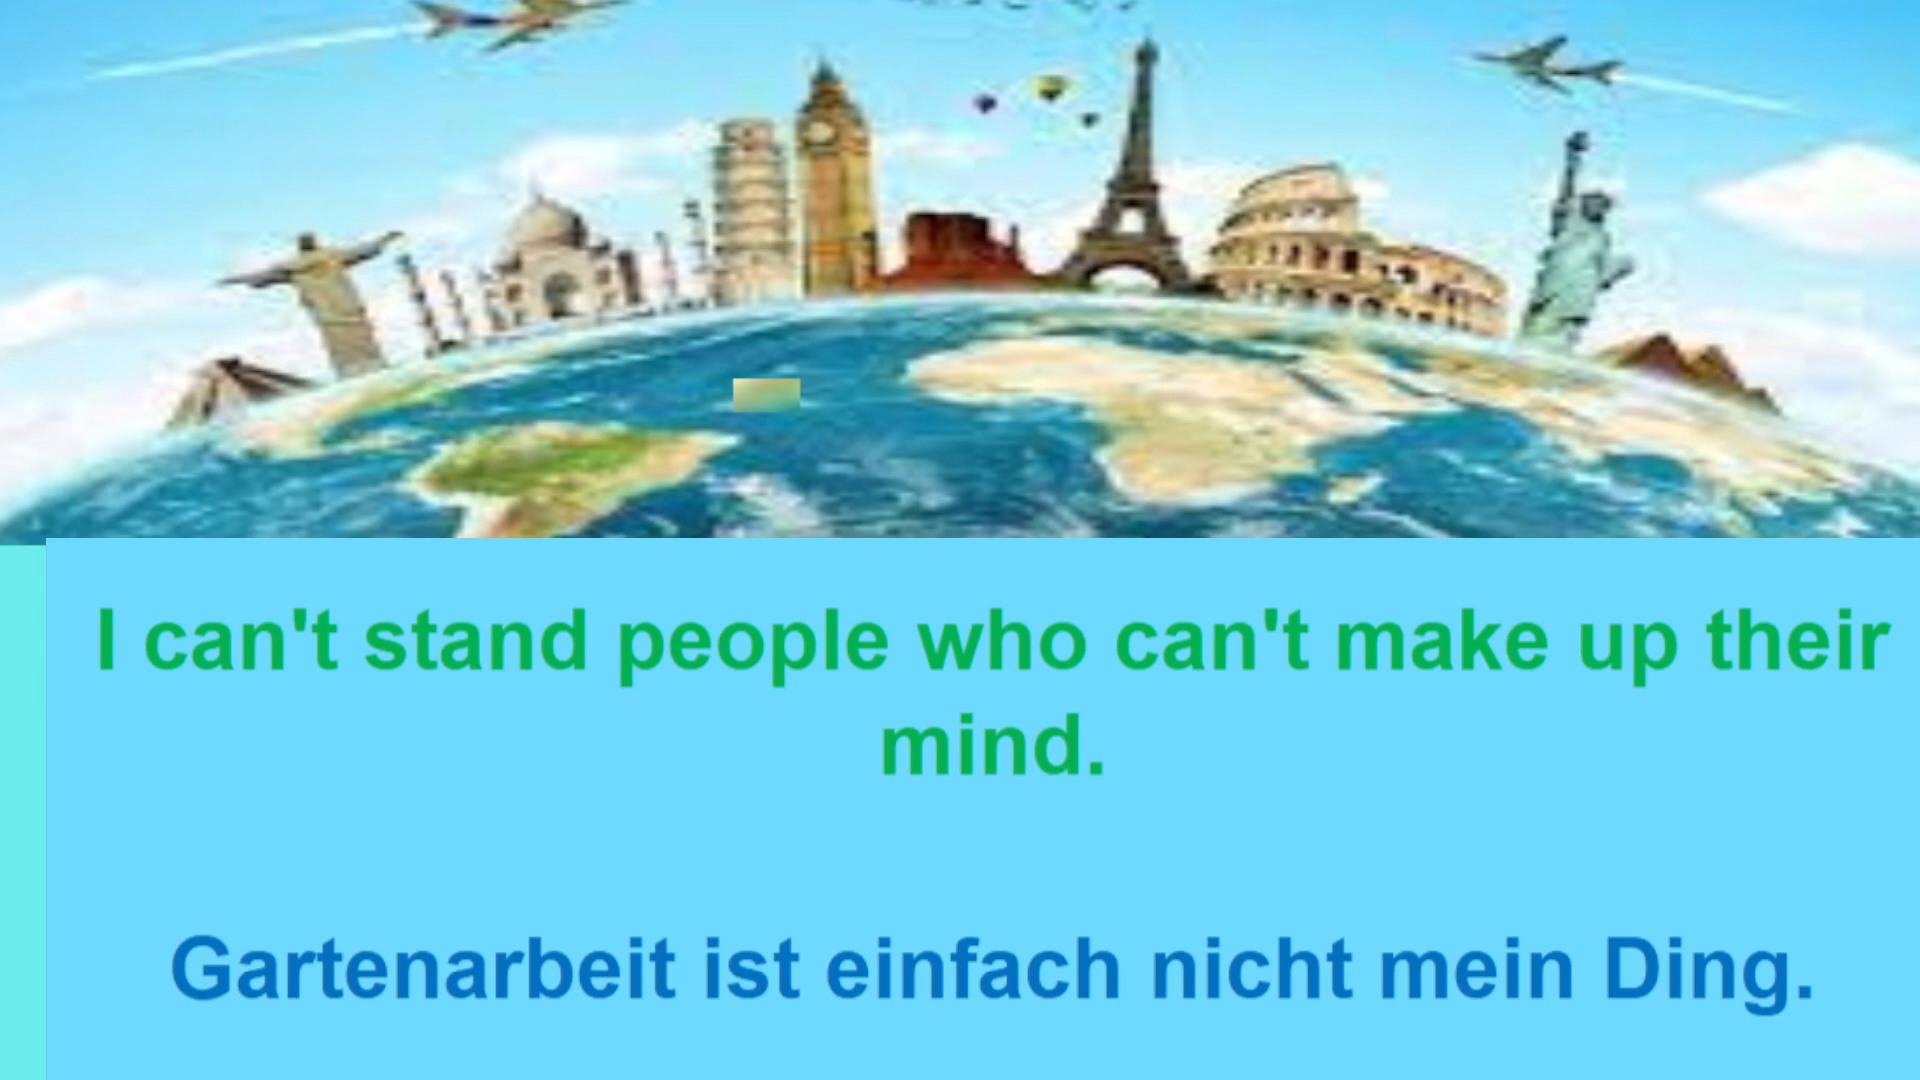 I can't stand people who can't make up their
mind.
Gartenarbeit ist einfach nicht mein Ding.